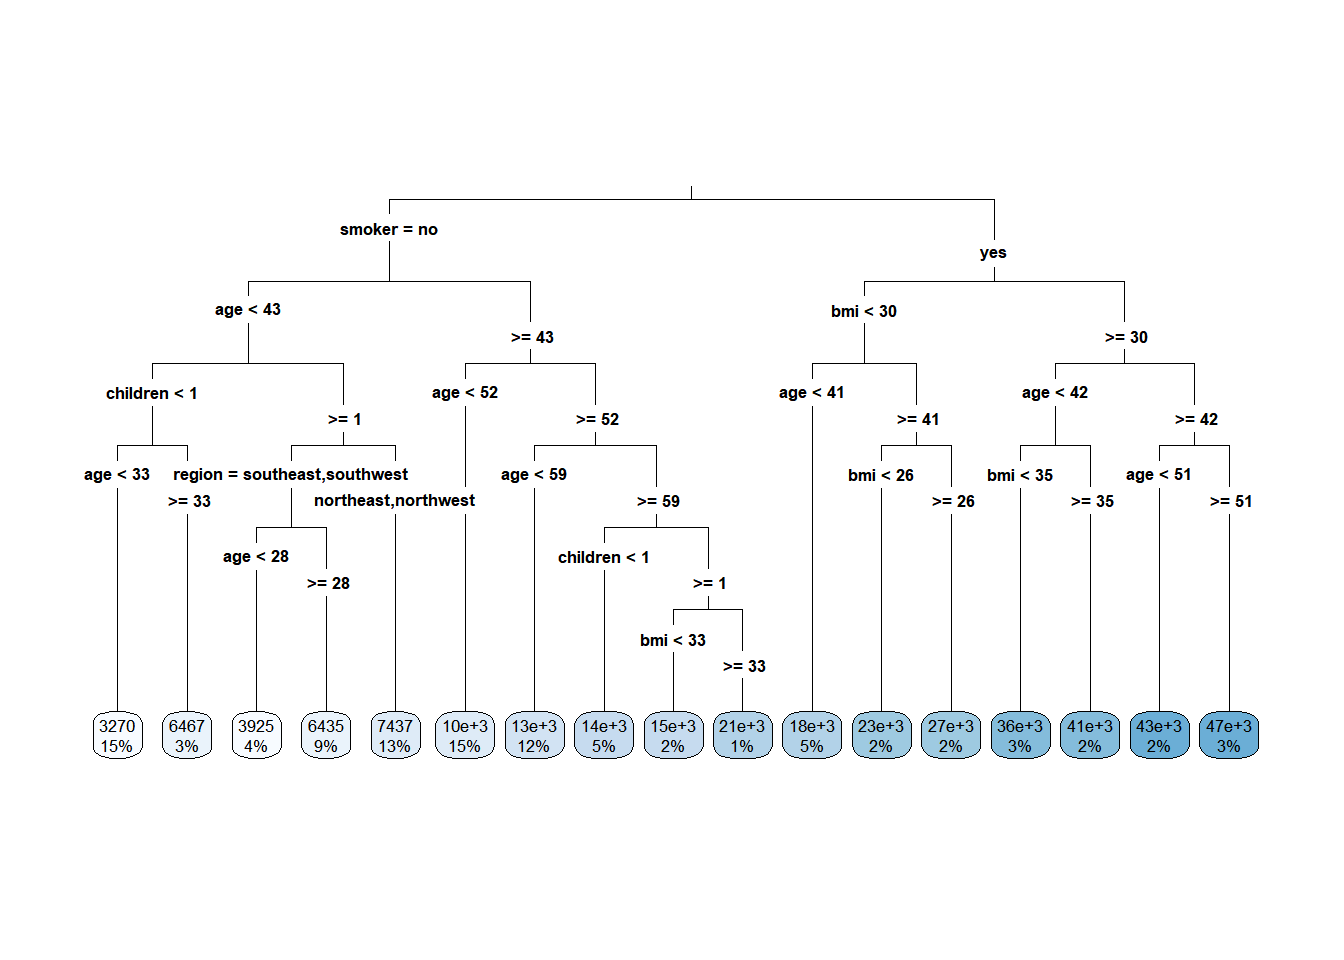 smoker = no
yes
age < 43
bmi < 30
>= 43
>= 30
children < 1
age < 52
age < 41
age < 42
>= 1
>= 52
>= 41
>= 42
age < 33
region = southeast,southwest
age < 59
bmi < 26
bmi < 35
age < 51
>= 33
northeast,northwest
>= 59
>= 26
>= 35
>= 51
age < 28
children < 1
>= 28
>= 1
bmi < 33
>= 33
3270 6467 3925 6435 7437 10e+3 13e+3 14e+3 15e+3 21e+3 18e+3 23e+3 27e+3 36e+3 41e+3 43e+3 47e+3
15% 3% 4% 9% 13% 15% 12% 5% 2% 1% 5% 2% 2% 3% 2% 2% 3%